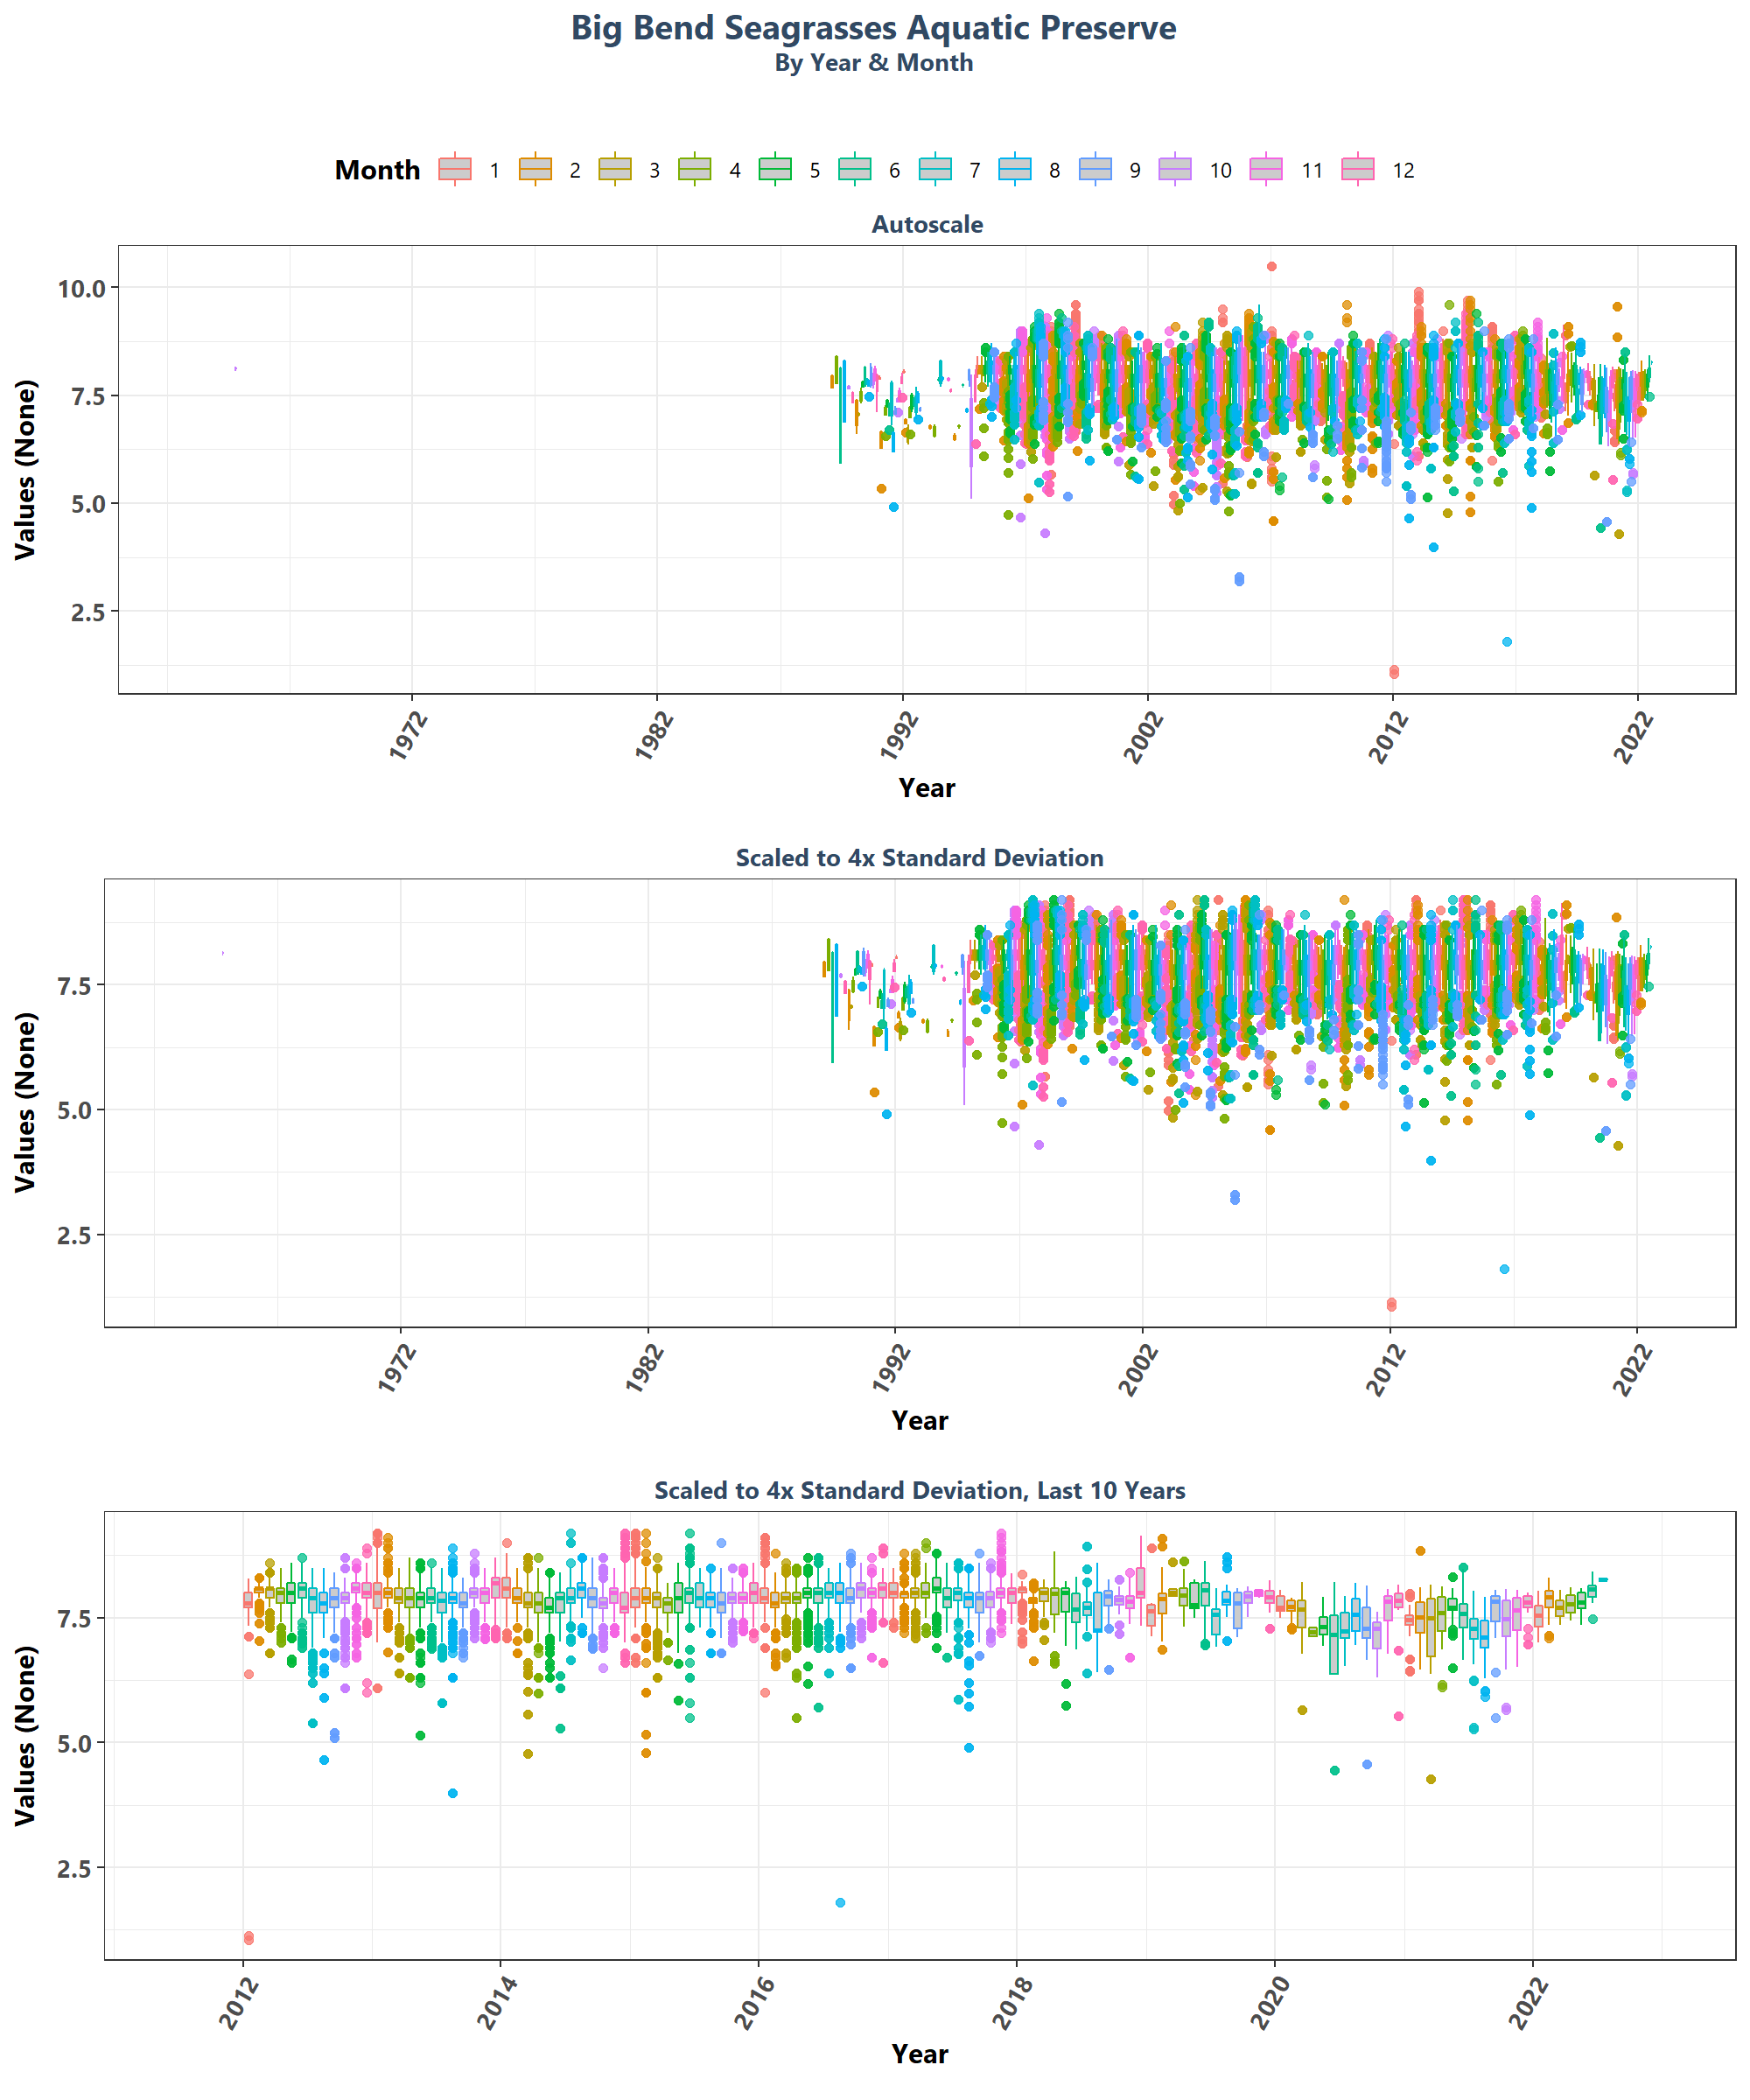 Big Bend Seagrasses Aquatic Preserve
By Year & Month
Month 1 2 3 4 5 6 7 8 9 10 11 12
Autoscale
Values (None)
10.0
7.5
5.0
2.5
1972 1982 1992 2002 2012 2022
Year
Scaled to 4x Standard Deviation
Values (None)
7.5
5.0
2.5
1972 1982 1992 2002 2012 2022
Year
Scaled to 4x Standard Deviation, Last 10 Years
Values (None)
7.5
5.0
2.5
2012 2014 2016 2018 2020 2022
Year